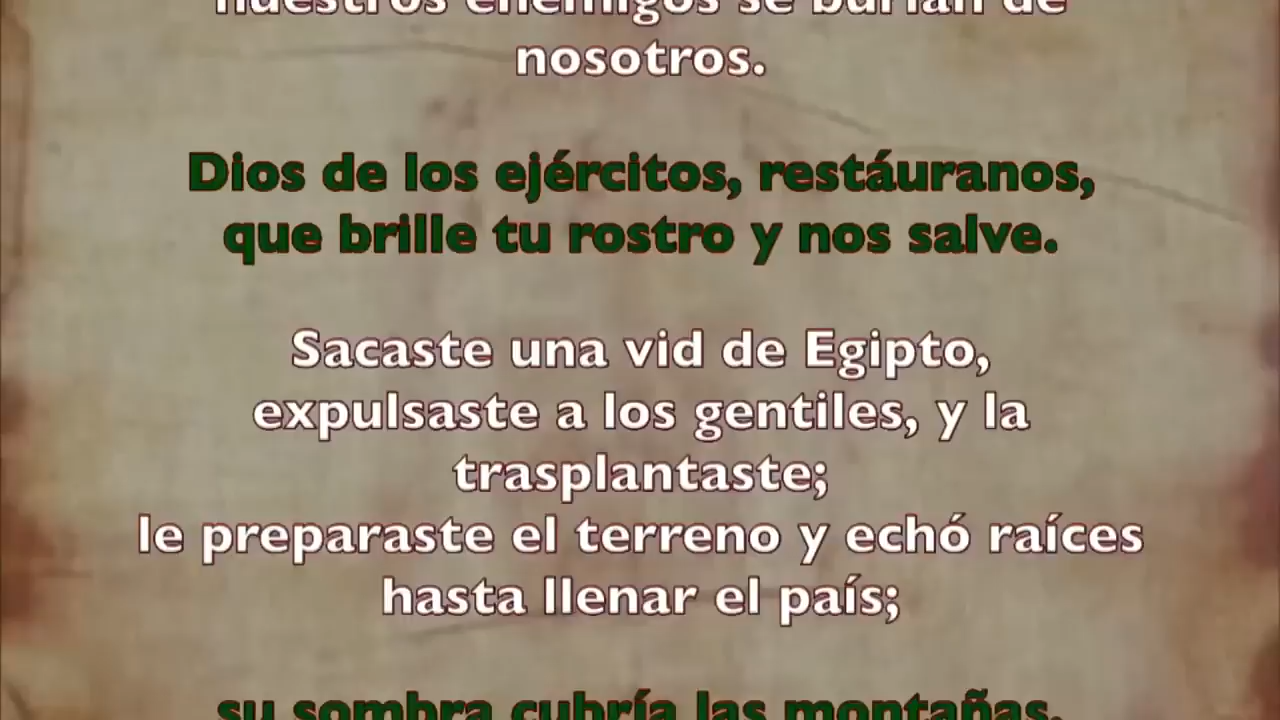 nuestros enemigos se burlan de
nosotros.
Dios de los ejércitos, restáuranos,
que brille tu rostro y nos salve.
Sacaste una vid de Egipto,
expulsaste a los gentiles, y la
trasplantaste;
le preparaste el terreno y echó raíces
hasta llenar el país;
su sombra cubría las montañas,